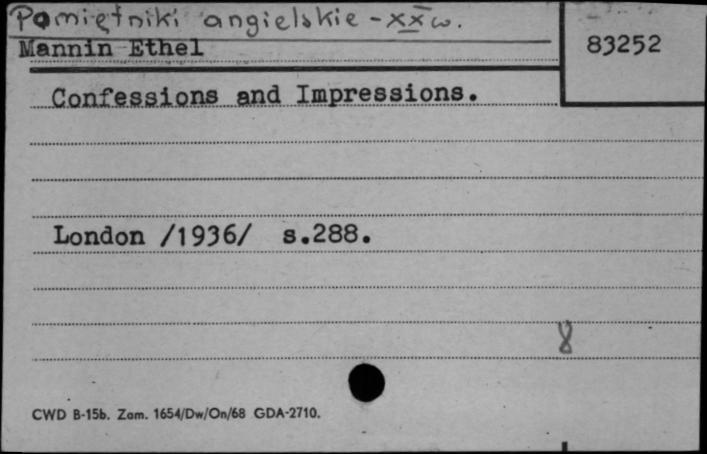 Pamiętniki angielskie - XX w.
Mannin Ethel
83252
Confessions and Impressions.
London /1936/ s.288.
8
CWD B-15b. Zam. 1654/Dw/On/68 GDA-2710.